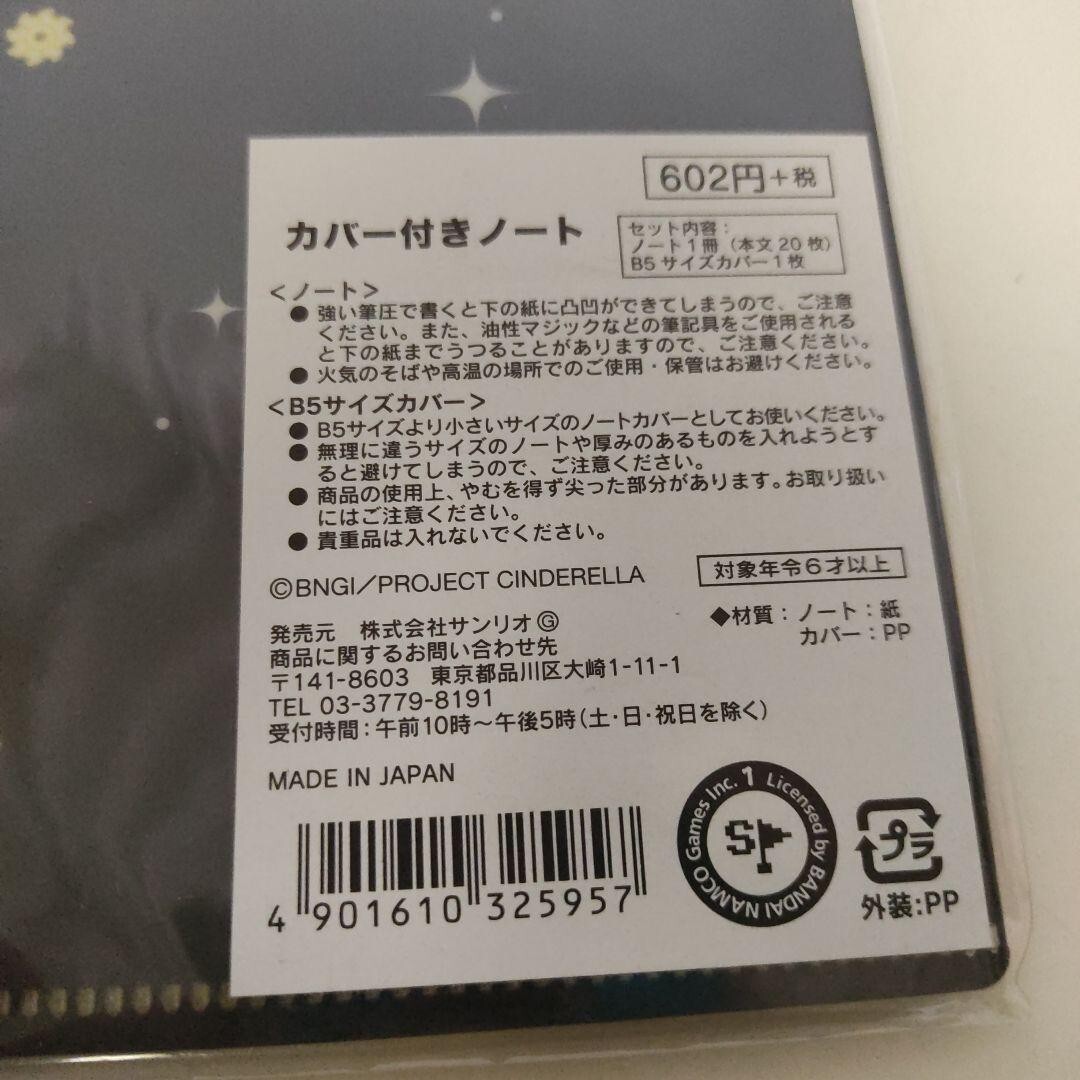 602円+税
カバー付きノート
セット内容：
ノート1冊（本文20枚）
B5サイズカバー1枚
＜ノート＞
● 強い筆圧で書くと下の紙に凸凹ができてしまうので、ご注意
ください。また、油性マジックなどの筆記具をご使用される
と下の紙までうつることがありますので、ご注意ください。
● 火気のそばや高温の場所でのご使用・保管はお避けください。
＜B5サイズカバー＞
● B5サイズより小さいサイズのノートカバーとしてお使いください。
● 無理に違うサイズのノートや厚みのあるものを入れようとす
ると避けてしまうので、ご注意ください。
● 商品の使用上、やむを得ず尖った部分があります。お取り扱い
にはご注意ください。
● 貴重品は入れないでください。
©BNGI／PROJECT CINDERELLA
対象年令6才以上
◆材質：ノート：紙
カバー：PP
発売元 株式会社サンリオ Ⓖ
商品に関するお問い合わせ先
〒141-8603 東京都品川区大崎1-11-1
TEL 03-3779-8191
受付時間：午前10時～午後5時（土・日・祝日を除く）
MADE IN JAPAN
4 901610 325957
1 Licensed by BANDAI NAMCO Games Inc.
SP
プラ
外装:PP